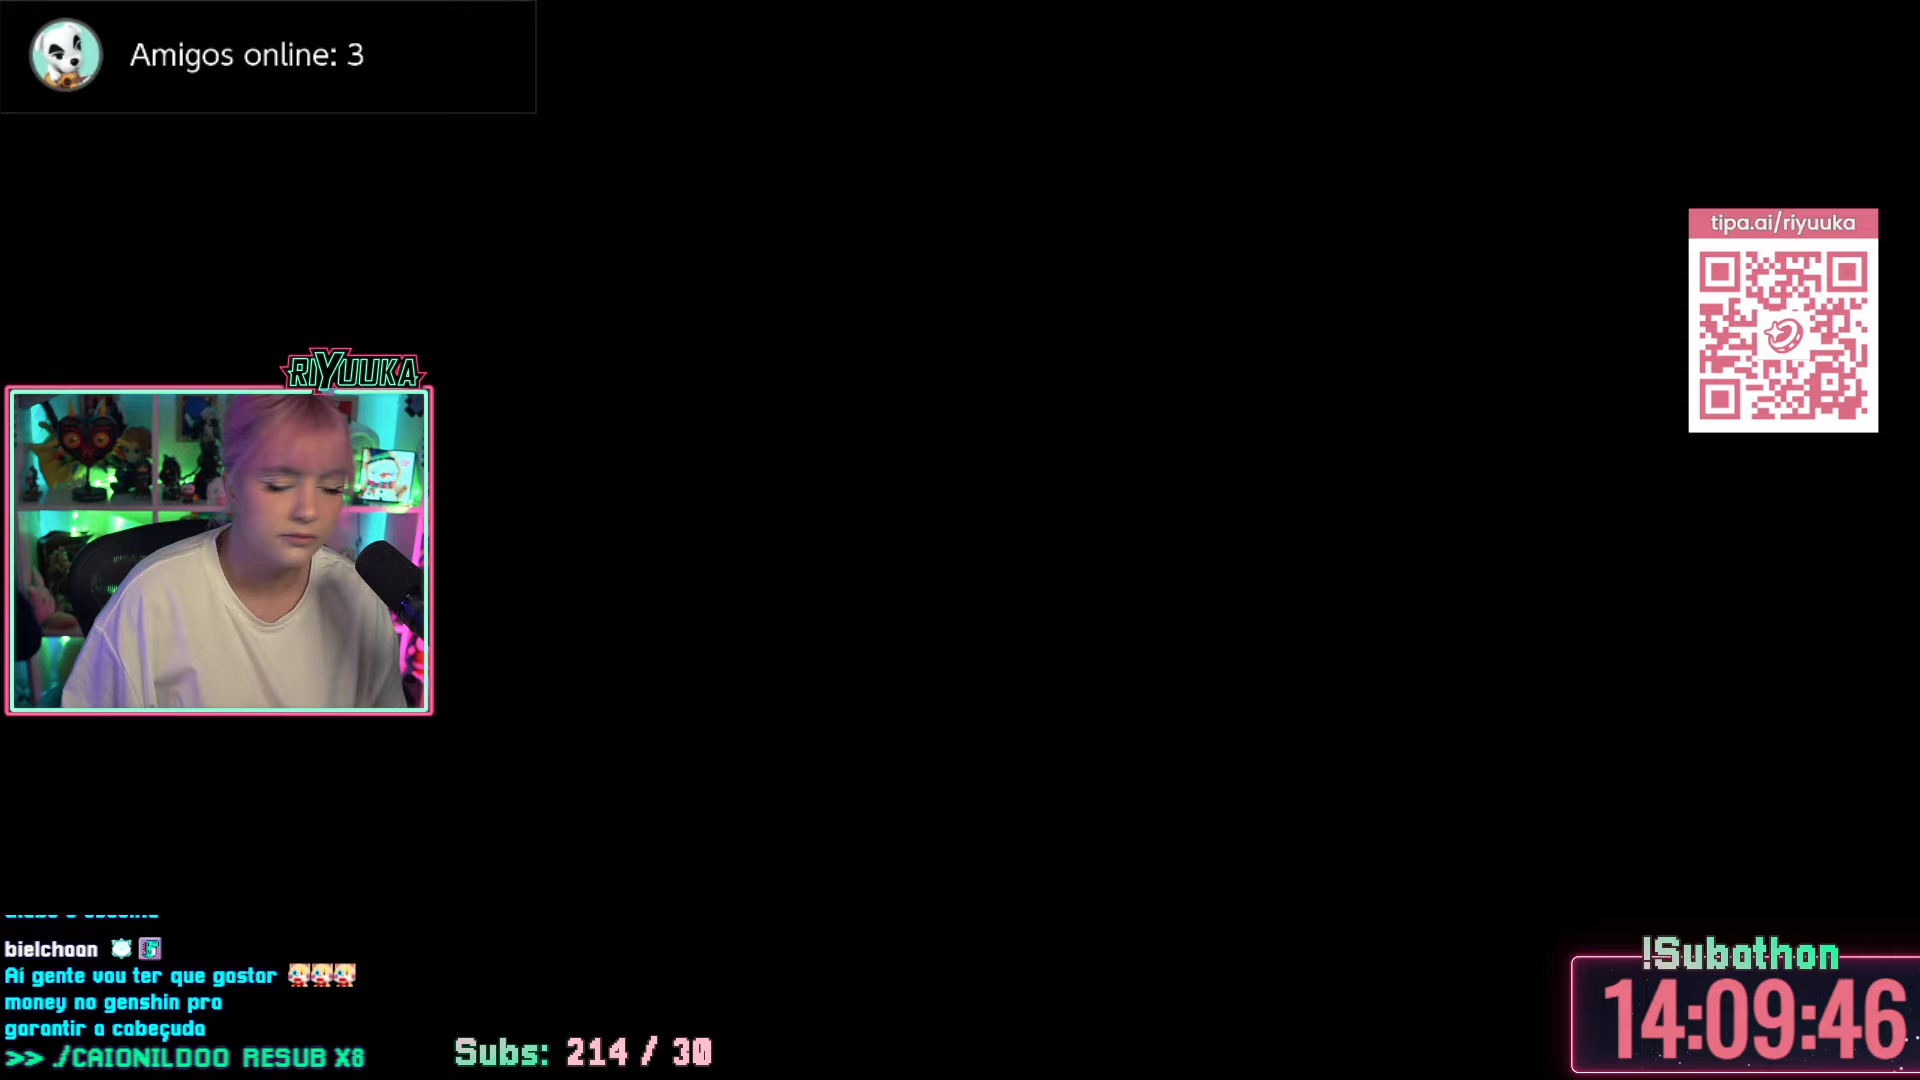 Amigos online: 3
tipa.ai/riyuuka
RIYUUKA
bielchaan
Aí gente vou ter que gastar
money no genshin pra
garantir a cabeçuda
>> ./CAIONILDOO RESUB X8
Subs: 214 / 30
!Subathon
14:09:46